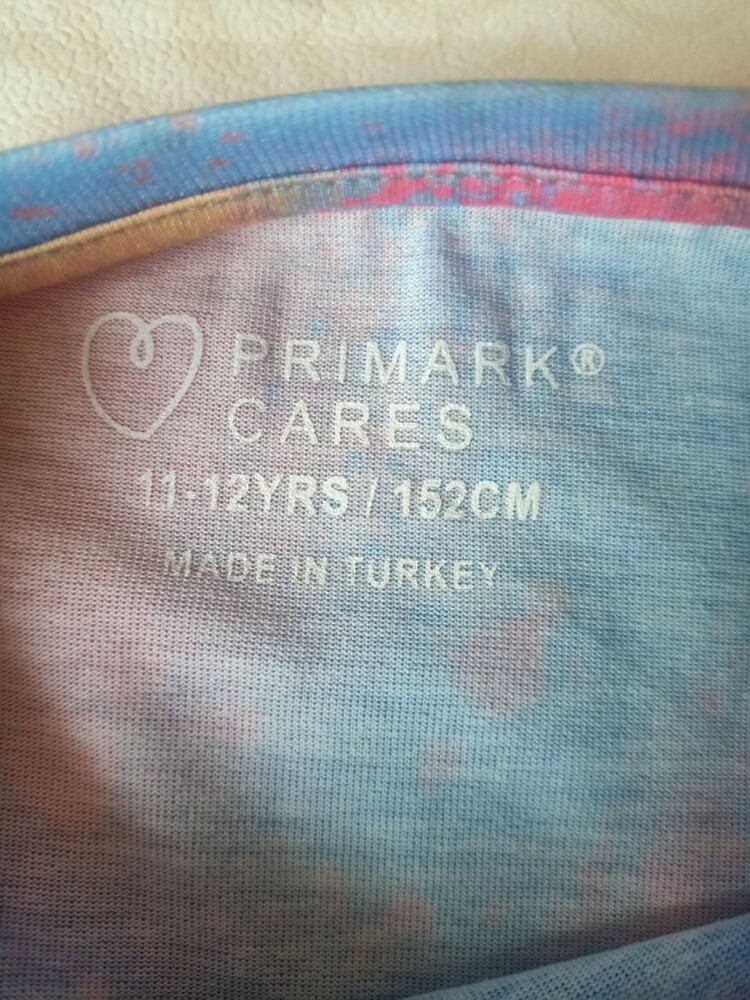 PRIMARK®
CARES
11-12YRS / 152CM
MADE IN TURKEY